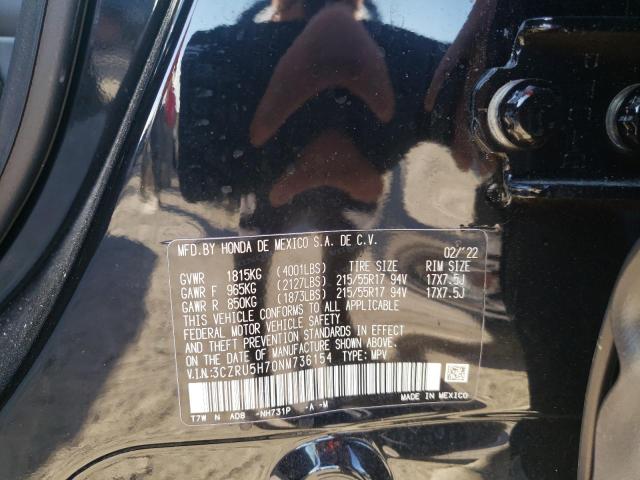 MFD.BY HONDA DE MEXICO S.A. DE C.V. 02/'22
GVWR 1815KG (4001LBS) TIRE SIZE RIM SIZE
GAWR F 965KG (2127LBS) 215/55R17 94V 17X7.5J
GAWR R 850KG (1873LBS) 215/55R17 94V 17X7.5J
THIS VEHICLE CONFORMS TO ALL APPLICABLE
FEDERAL MOTOR VEHICLE SAFETY
AND THEFT PREVENTION STANDARDS IN EFFECT
ON THE DATE OF MANUFACTURE SHOWN ABOVE.
V.I.N:3CZRU5H70NM736154 TYPE: MPV
T7W N AD8 -NH731P -A -M MADE IN MEXICO